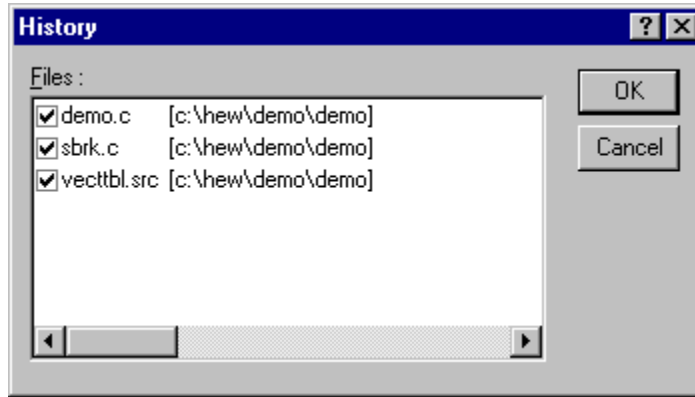 History
Files :
demo.c [c:\hew\demo\demo]
sbrk.c [c:\hew\demo\demo]
vecttbl.src [c:\hew\demo\demo]
OK
Cancel